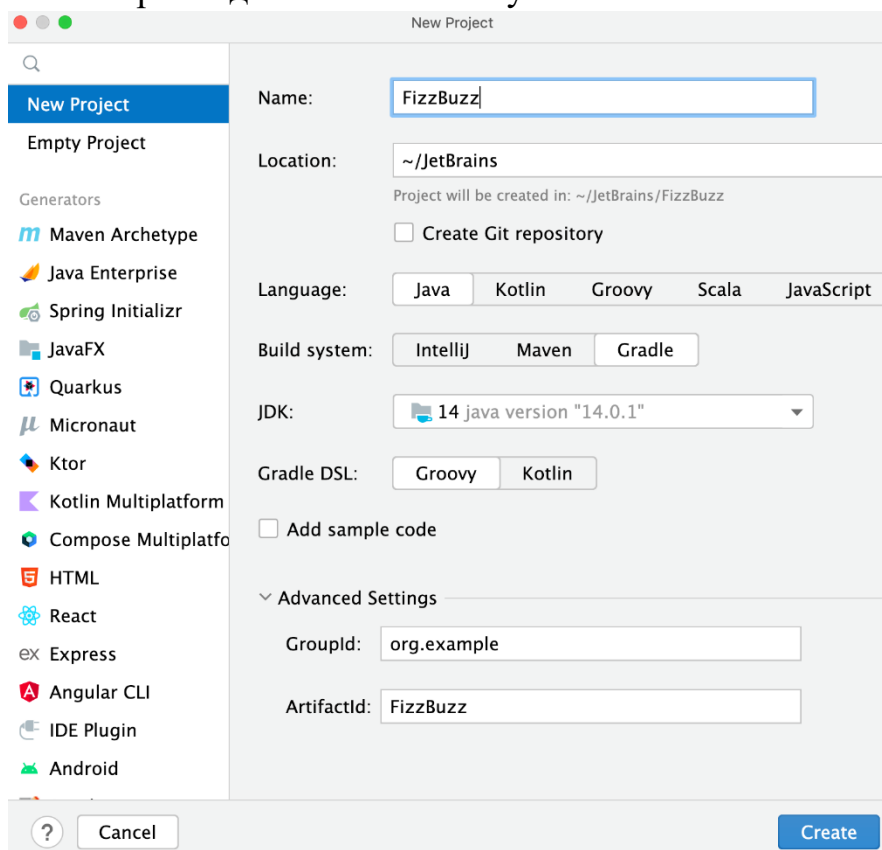 New Project
New Project
Empty Project
Generators
Maven Archetype
Java Enterprise
Spring Initializr
JavaFX
Quarkus
Micronaut
Ktor
Kotlin Multiplatform
Compose Multiplatfo
HTML
React
ex Express
Angular CLI
IDE Plugin
Android
Name: FizzBuzz
Location: ~/JetBrains
Project will be created in: ~/JetBrains/FizzBuzz
Create Git repository
Language: Java Kotlin Groovy Scala JavaScript
Build system: IntelliJ Maven Gradle
JDK: 14 java version "14.0.1"
Gradle DSL: Groovy Kotlin
Add sample code
Advanced Settings
GroupId: org.example
ArtifactId: FizzBuzz
? Cancel Create